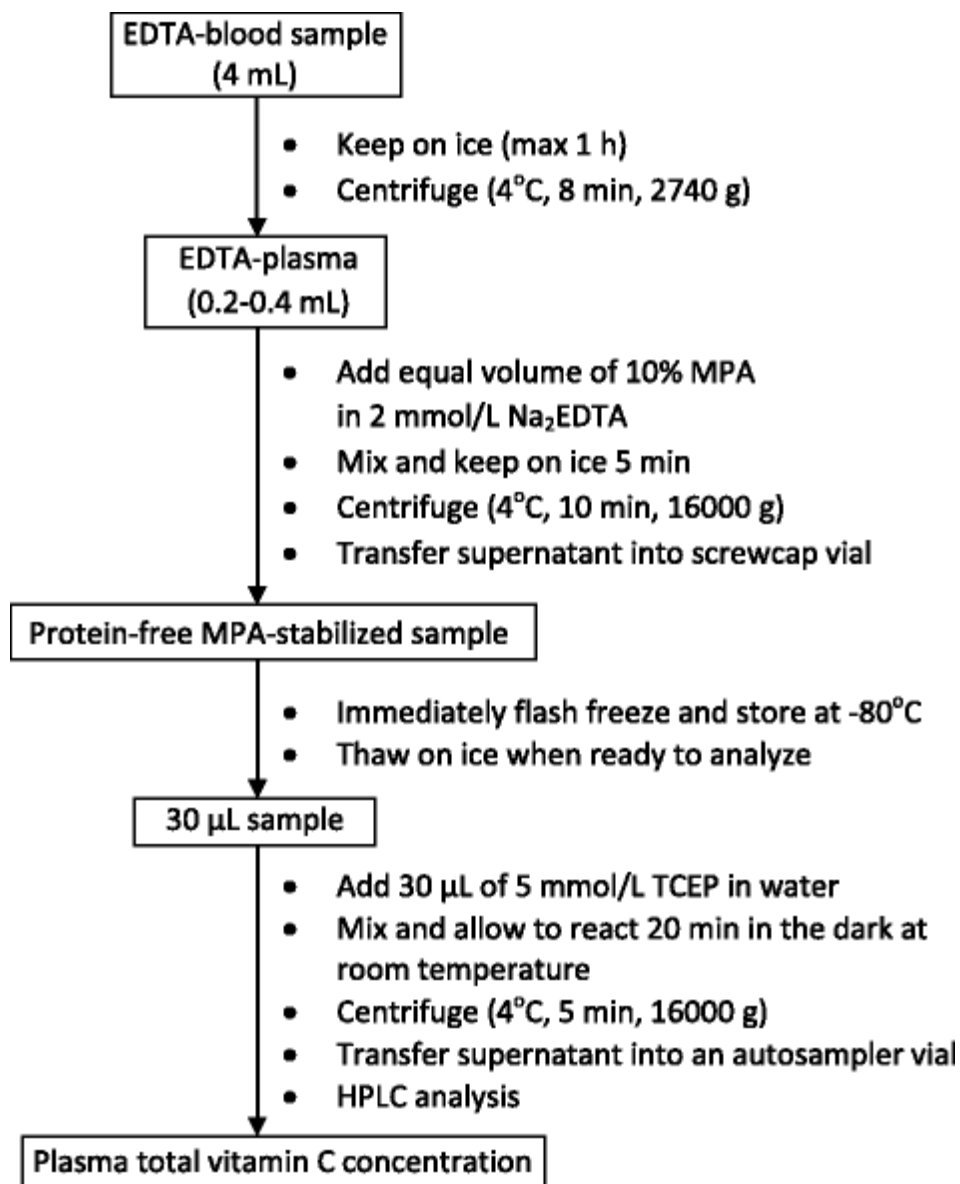 EDTA-blood sample
(4 mL)
• Keep on ice (max 1 h)
• Centrifuge (4°C, 8 min, 2740 g)
EDTA-plasma
(0.2-0.4 mL)
• Add equal volume of 10% MPA
in 2 mmol/L Na₂EDTA
• Mix and keep on ice 5 min
• Centrifuge (4°C, 10 min, 16000 g)
• Transfer supernatant into screwcap vial
Protein-free MPA-stabilized sample
• Immediately flash freeze and store at -80°C
• Thaw on ice when ready to analyze
30 µL sample
• Add 30 µL of 5 mmol/L TCEP in water
• Mix and allow to react 20 min in the dark at
room temperature
• Centrifuge (4°C, 5 min, 16000 g)
• Transfer supernatant into an autosampler vial
• HPLC analysis
Plasma total vitamin C concentration